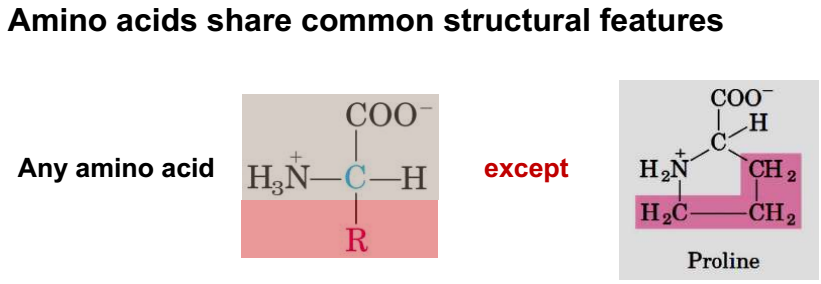 Amino acids share common structural features
Any amino acid
COO⁻
H₃N⁺—C—H
R
except
COO⁻
H
C
H₂N⁺ CH₂
H₂C—CH₂
Proline